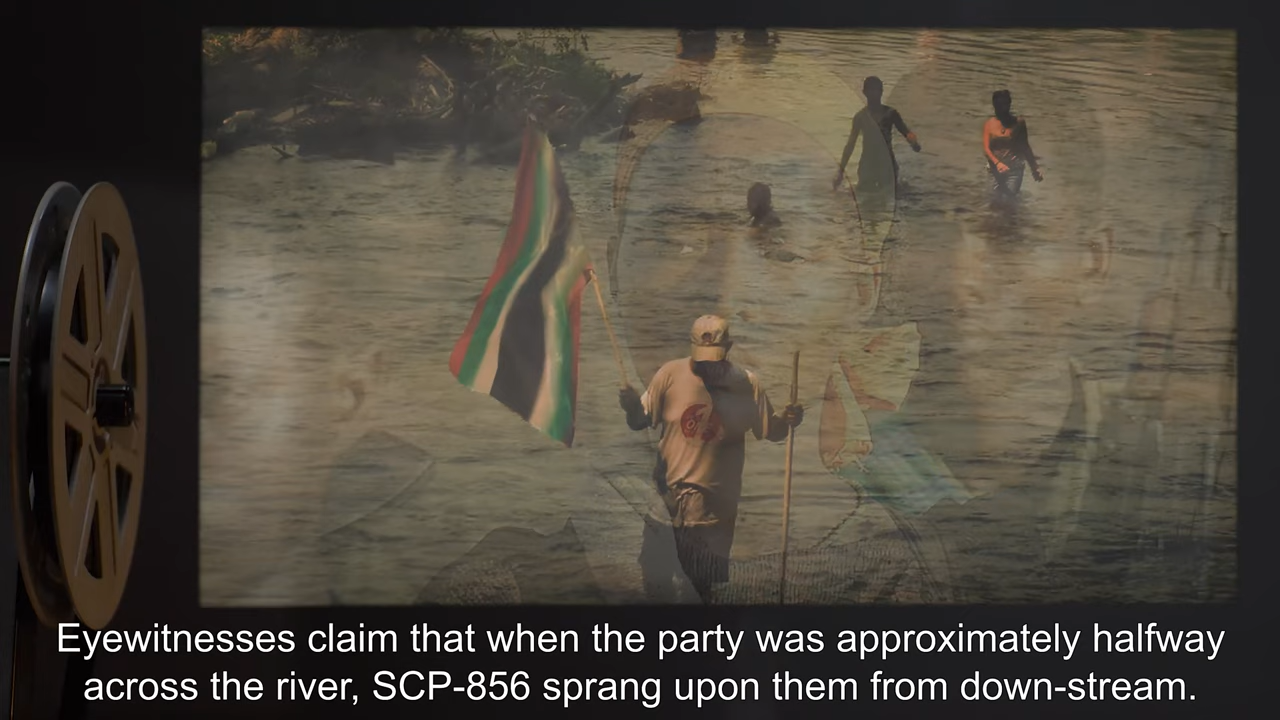 Eyewitnesses claim that when the party was approximately halfway
across the river, SCP-856 sprang upon them from down-stream.